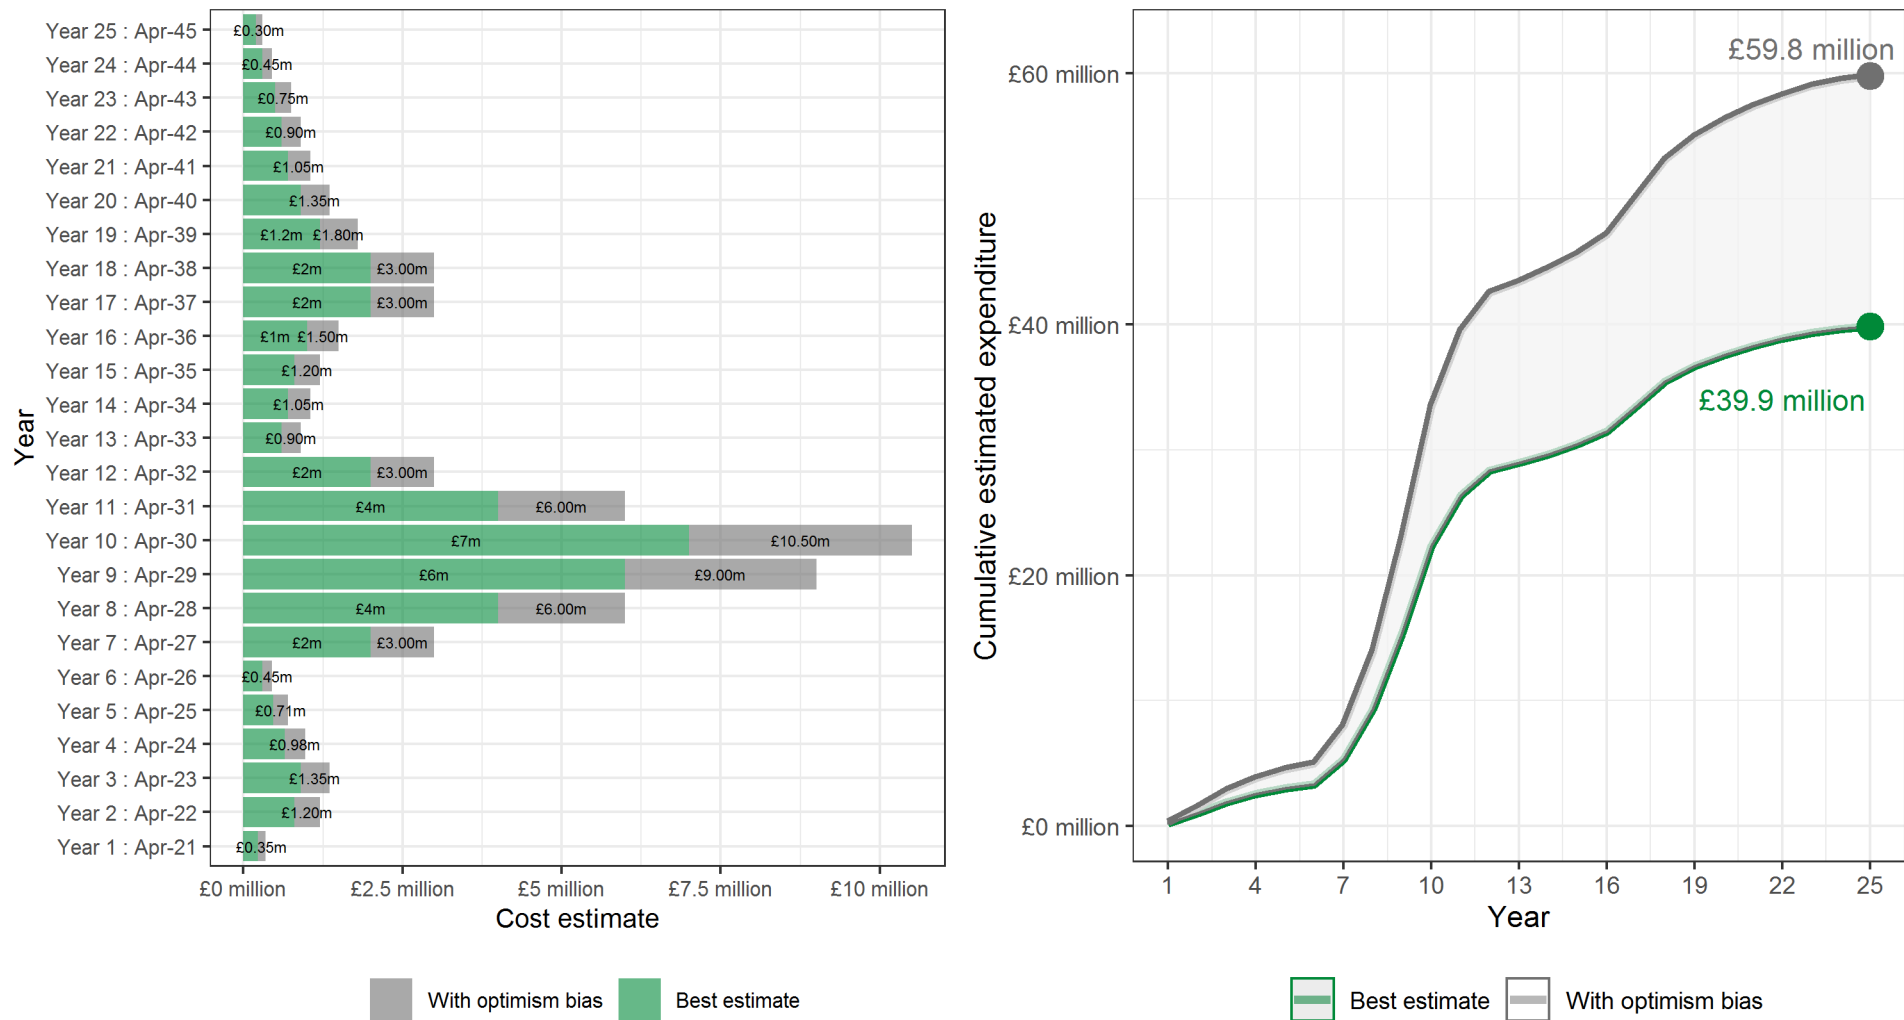 Year 25 : Apr-45
£0.30m
Year 24 : Apr-44
£0.45m
Year 23 : Apr-43
£0.75m
Year 22 : Apr-42
£0.90m
Year 21 : Apr-41
£1.05m
Year 20 : Apr-40
£1.35m
Year 19 : Apr-39
£1.2m £1.80m
Year 18 : Apr-38
£2m £3.00m
Year 17 : Apr-37
£2m £3.00m
Year 16 : Apr-36
£1m £1.50m
Year 15 : Apr-35
£1.20m
Year 14 : Apr-34
£1.05m
Year 13 : Apr-33
£0.90m
Year 12 : Apr-32
£2m £3.00m
Year 11 : Apr-31
£4m £6.00m
Year 10 : Apr-30
£7m £10.50m
Year 9 : Apr-29
£6m £9.00m
Year 8 : Apr-28
£4m £6.00m
Year 7 : Apr-27
£2m £3.00m
Year 6 : Apr-26
£0.45m
Year 5 : Apr-25
£0.71m
Year 4 : Apr-24
£0.98m
Year 3 : Apr-23
£1.35m
Year 2 : Apr-22
£1.20m
Year 1 : Apr-21
£0.35m
Year
£0 million £2.5 million £5 million £7.5 million £10 million
Cost estimate
With optimism bias Best estimate
Cumulative estimated expenditure
£60 million
£40 million
£20 million
£0 million
£59.8 million
£39.9 million
1 4 7 10 13 16 19 22 25
Year
Best estimate With optimism bias